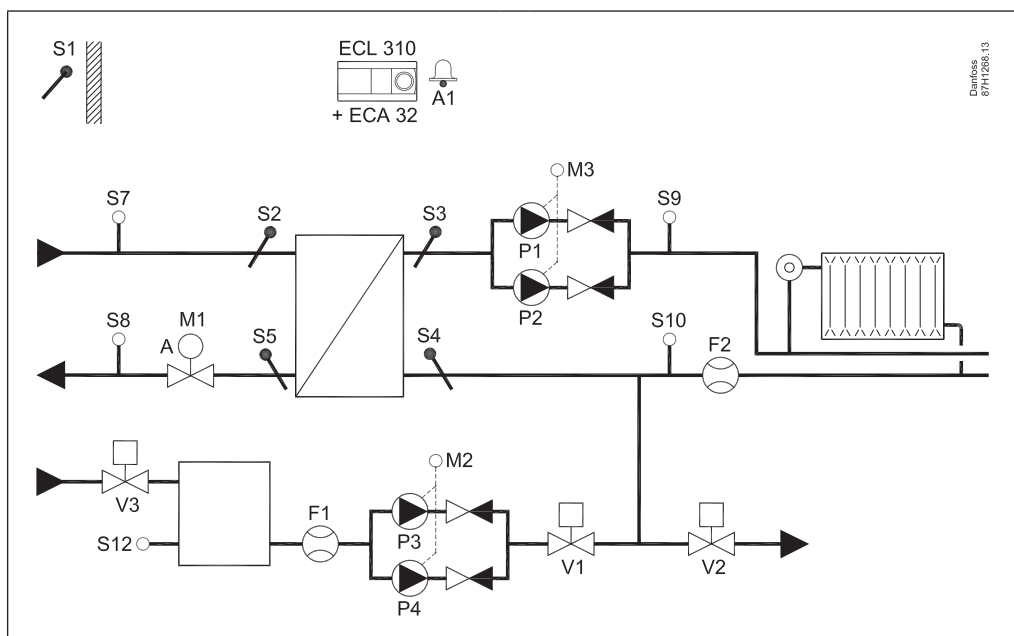 S1
ECL 310
A1
+ ECA 32
Danfoss
87H1268.13
M3
S7
S2
S3
S9
P1
P2
S8
M1
A
S5
S4
S10
F2
M2
V3
F1
P3
S12
V1
V2
P4